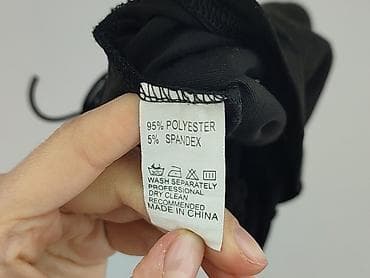 95% POLYESTER
5% SPANDEX
WASH SEPARATELY
PROFESSIONAL
DRY CLEAN
RECOMMENDED
MADE IN CHINA